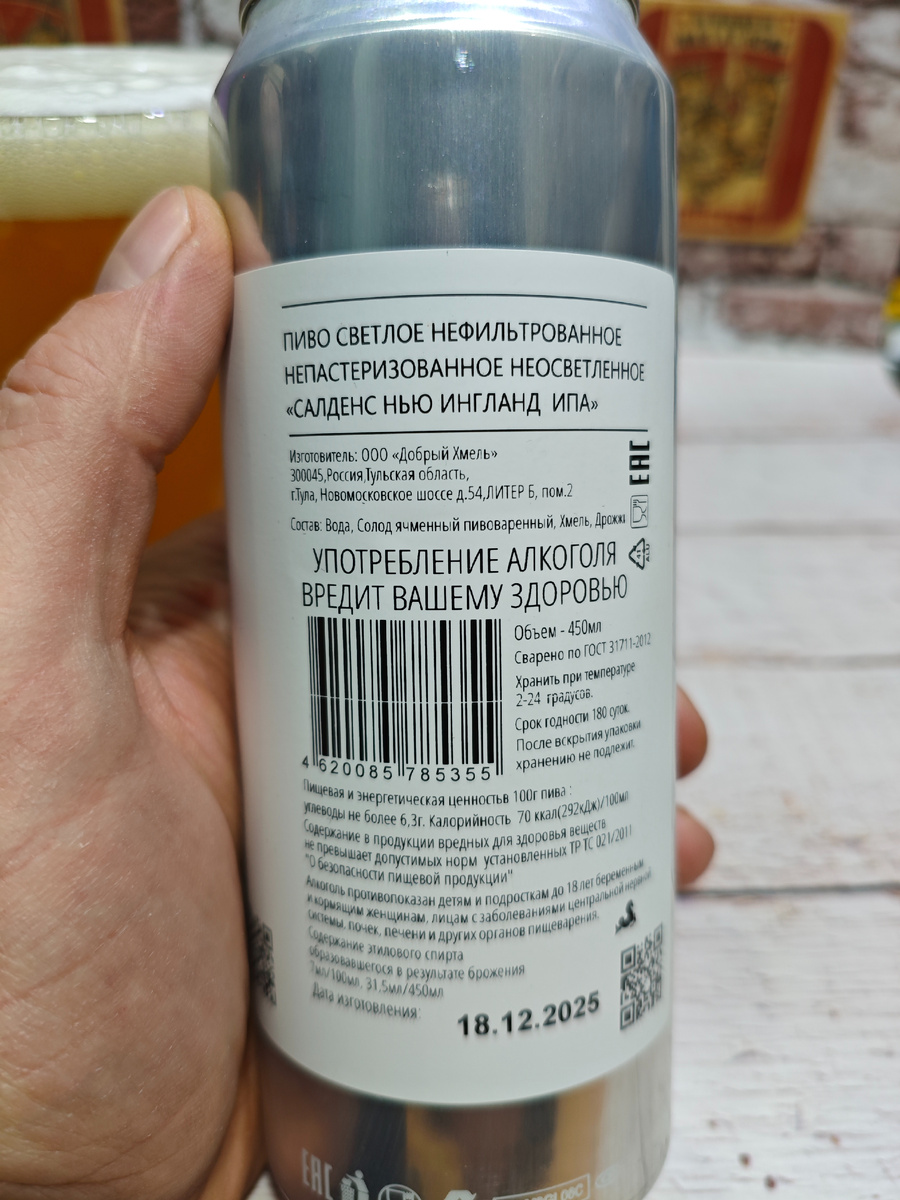 ПИВО СВЕТЛОЕ НЕФИЛЬТРОВАННОЕ
НЕПАСТЕРИЗОВАННОЕ НЕОСВЕТЛЕННОЕ
«САЛДЕНС НЬЮ ИНГЛАНД ИПА»
Изготовитель: ООО «Добрый Хмель»
300045,Россия,Тульская область,
г.Тула, Новомосковское шоссе д.54,ЛИТЕР Б, пом.2
EAC
Состав: Вода, Солод ячменный пивоваренный, Хмель, Дрожжи
УПОТРЕБЛЕНИЕ АЛКОГОЛЯ
ВРЕДИТ ВАШЕМУ ЗДОРОВЬЮ
41
ALU
Объем - 450мл
Сварено по ГОСТ 31711-2012
Хранить при температуре
2-24 градусов.
Срок годности 180 суток.
После вскрытия упаковки
хранению не подлежит.
4 620085 785355
Пищевая и энергетическая ценностьв 100г пива :
углеводы не более 6,3г. Калорийность 70 ккал(292кДж)/100мл
Содержание в продукции вредных для здоровья веществ
не превышает допустимых норм установленных ТР ТС 021/2011
"О безопасности пищевой продукции"
Алкоголь противопоказан детям и подросткам до 18 лет беременным
и кормящим женщинам, лицам с заболеваниями центральной нервной
системы, почек, печени и других органов пищеварения.
Содержание этилового спирта
образовавшегося в результате брожения
7мл/100мл, 31,5мл/450мл
Дата изготовления:
18.12.2025
EAC